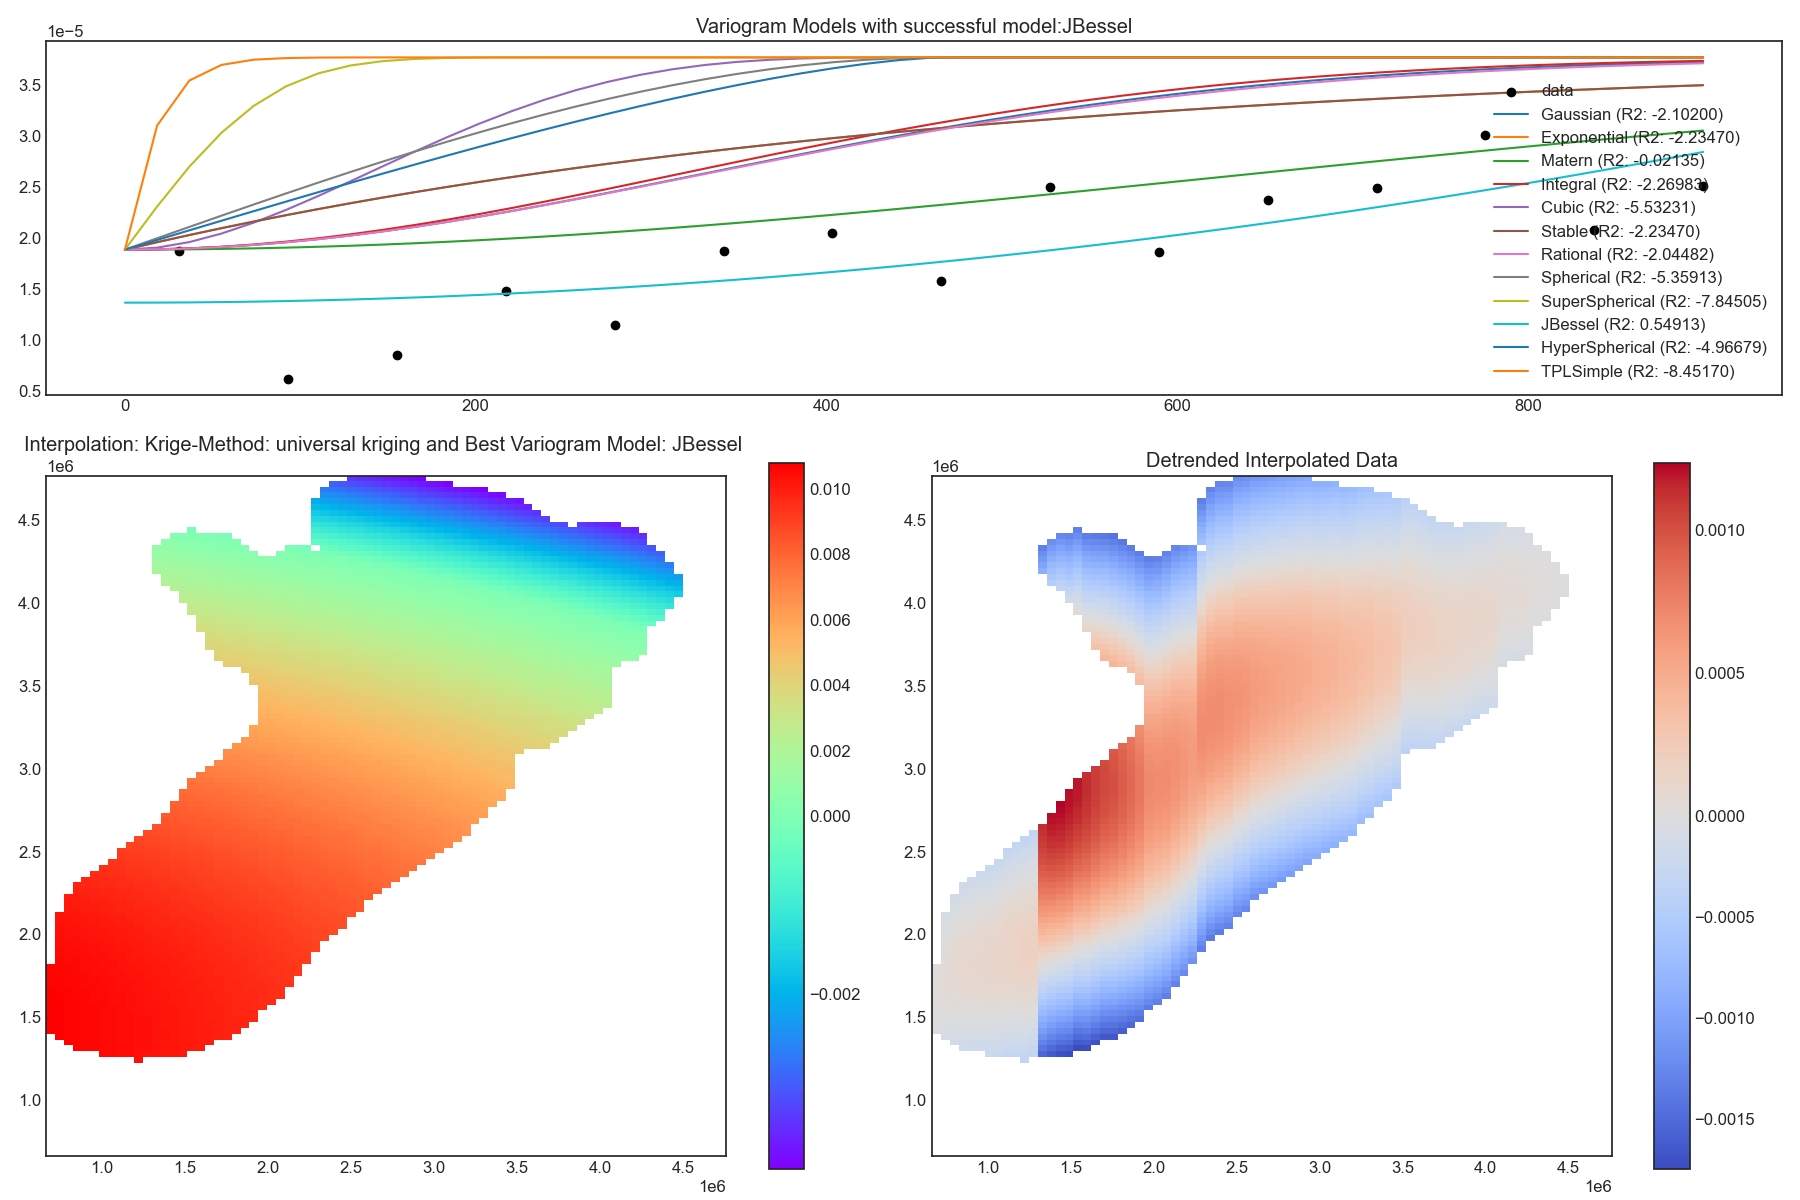 Variogram Models with successful model:JBessel
1e−5
3.5
3.0
2.5
2.0
1.5
1.0
0.5
0
200
400
600
800
data
Gaussian (R2: -2.10200)
Exponential (R2: -2.23470)
Matern (R2: -0.02135)
Integral (R2: -2.26983)
Cubic (R2: -5.53231)
Stable (R2: -2.23470)
Rational (R2: -2.04482)
Spherical (R2: -5.35913)
SuperSpherical (R2: -7.84505)
JBessel (R2: 0.54913)
HyperSpherical (R2: -4.96679)
TPLSimple (R2: -8.45170)
Interpolation: Krige-Method: universal kriging and Best Variogram Model: JBessel
1e6
4.5
4.0
3.5
3.0
2.5
2.0
1.5
1.0
1.0
1.5
2.0
2.5
3.0
3.5
4.0
4.5
1e6
0.010
0.008
0.006
0.004
0.002
0.000
−0.002
Detrended Interpolated Data
1e6
4.5
4.0
3.5
3.0
2.5
2.0
1.5
1.0
1.0
1.5
2.0
2.5
3.0
3.5
4.0
4.5
1e6
0.0010
0.0005
0.0000
−0.0005
−0.0010
−0.0015